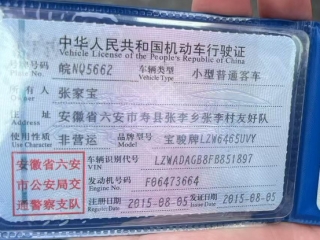 中华人民共和国机动车行驶证
Vehicle License of the People's Republic of China
号牌号码 皖NQ5662 车辆类型 小型普通客车
Plate No. Vehicle Type
所有人 张家宝
Owner
住址 安徽省六安市寿县张李乡张李村友好队
Address
使用性质 非营运 品牌型号 宝骏牌LZW6465UVY
Use Character Model
安徽省六安市公安局交通警察支队
车辆识别代号 LZWADAGB8FB851897
VIN
发动机号码 F06473664
Engine No.
注册日期 2015-08-05 发证日期 2015-08-05
Register Date Issue Date